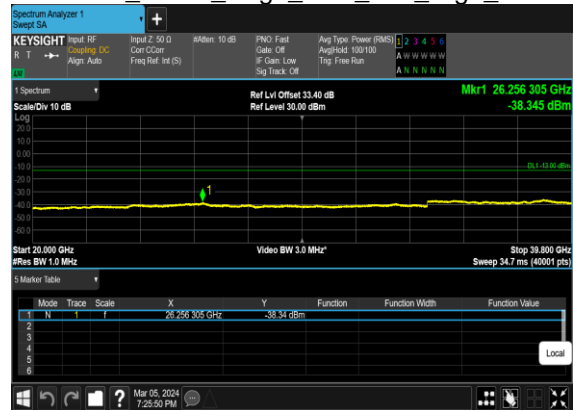 Spectrum Analyzer 1
Swept SA
+
KEYSIGHT Input: RF Input Z: 50 Ω #Atten: 10 dB PNO: Fast Avg Type: Power (RMS) 1 2 3 4 5 6
R T Coupling: DC Corr CCorr Gate: Off Avg|Hold: 100/100 A W W W W W
Align: Auto Freq Ref: Int (S) IF Gain: Low Trig: Free Run
Sig Track: Off A N N N N N
1 Spectrum Ref Lvl Offset 33.40 dB Mkr1 26.256 305 GHz
Scale/Div 10 dB Ref Level 30.00 dBm -38.345 dBm
Log
20.0
10.0
0.00
-10.0 DL1 -13.00 dBm
-20.0
-30.0 1
-40.0
-50.0
-60.0
Start 20.000 GHz Video BW 3.0 MHz* Stop 39.800 GHz
#Res BW 1.0 MHz Sweep 34.7 ms (40001 pts)
5 Marker Table
Mode Trace Scale X Y Function Function Width Function Value
1 N 1 f 26.256 305 GHz -38.34 dBm
2
3
4
5
6
Local
? Mar 05, 2024
7:25:50 PM